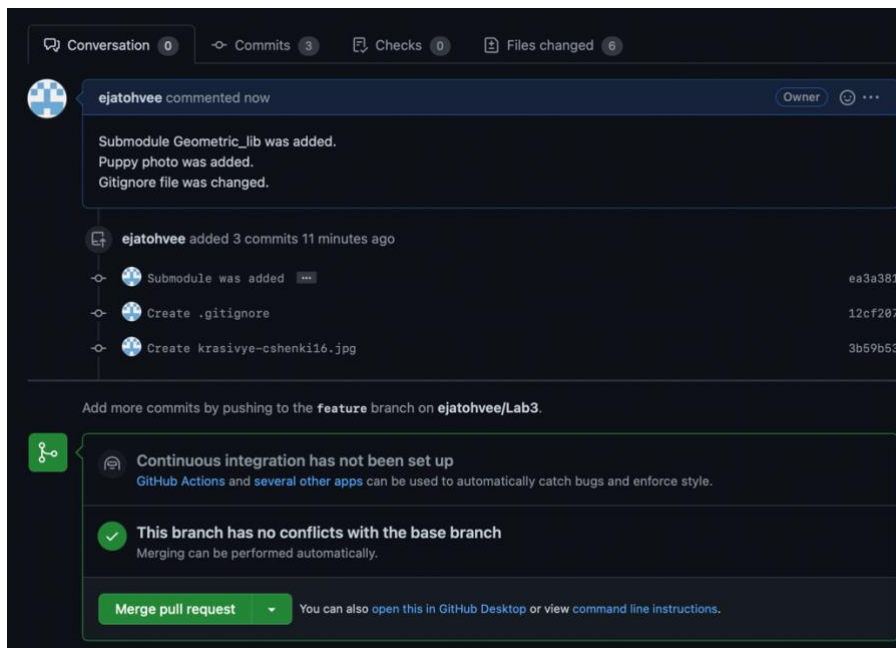 Conversation 0 Commits 3 Checks 0 Files changed 6
ejatohvee commented now Owner
Submodule Geometric_lib was added.
Puppy photo was added.
Gitignore file was changed.
ejatohvee added 3 commits 11 minutes ago
Submodule was added ... ea3a381
Create .gitignore 12cf207
Create krasivye-cshenki16.jpg 3b59b53
Add more commits by pushing to the feature branch on ejatohvee/Lab3.
Continuous integration has not been set up
GitHub Actions and several other apps can be used to automatically catch bugs and enforce style.
This branch has no conflicts with the base branch
Merging can be performed automatically.
Merge pull request You can also open this in GitHub Desktop or view command line instructions.